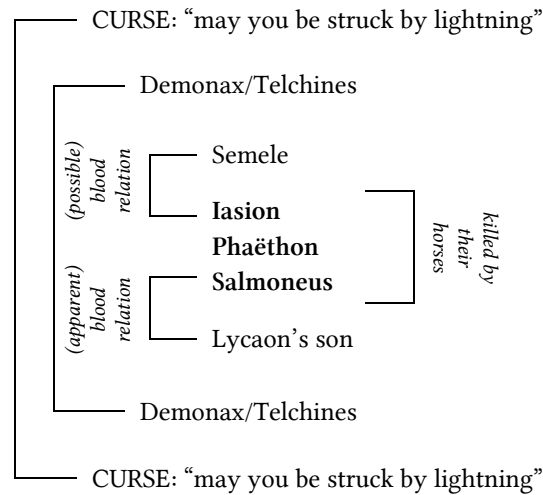 CURSE: “may you be struck by lightning”
Demonax/Telchines
(possible)
blood
relation
Semele
Iasion
Phaëthon
Salmoneus
killed by
their
horses
(apparent)
blood
relation
Lycaon’s son
Demonax/Telchines
CURSE: “may you be struck by lightning”